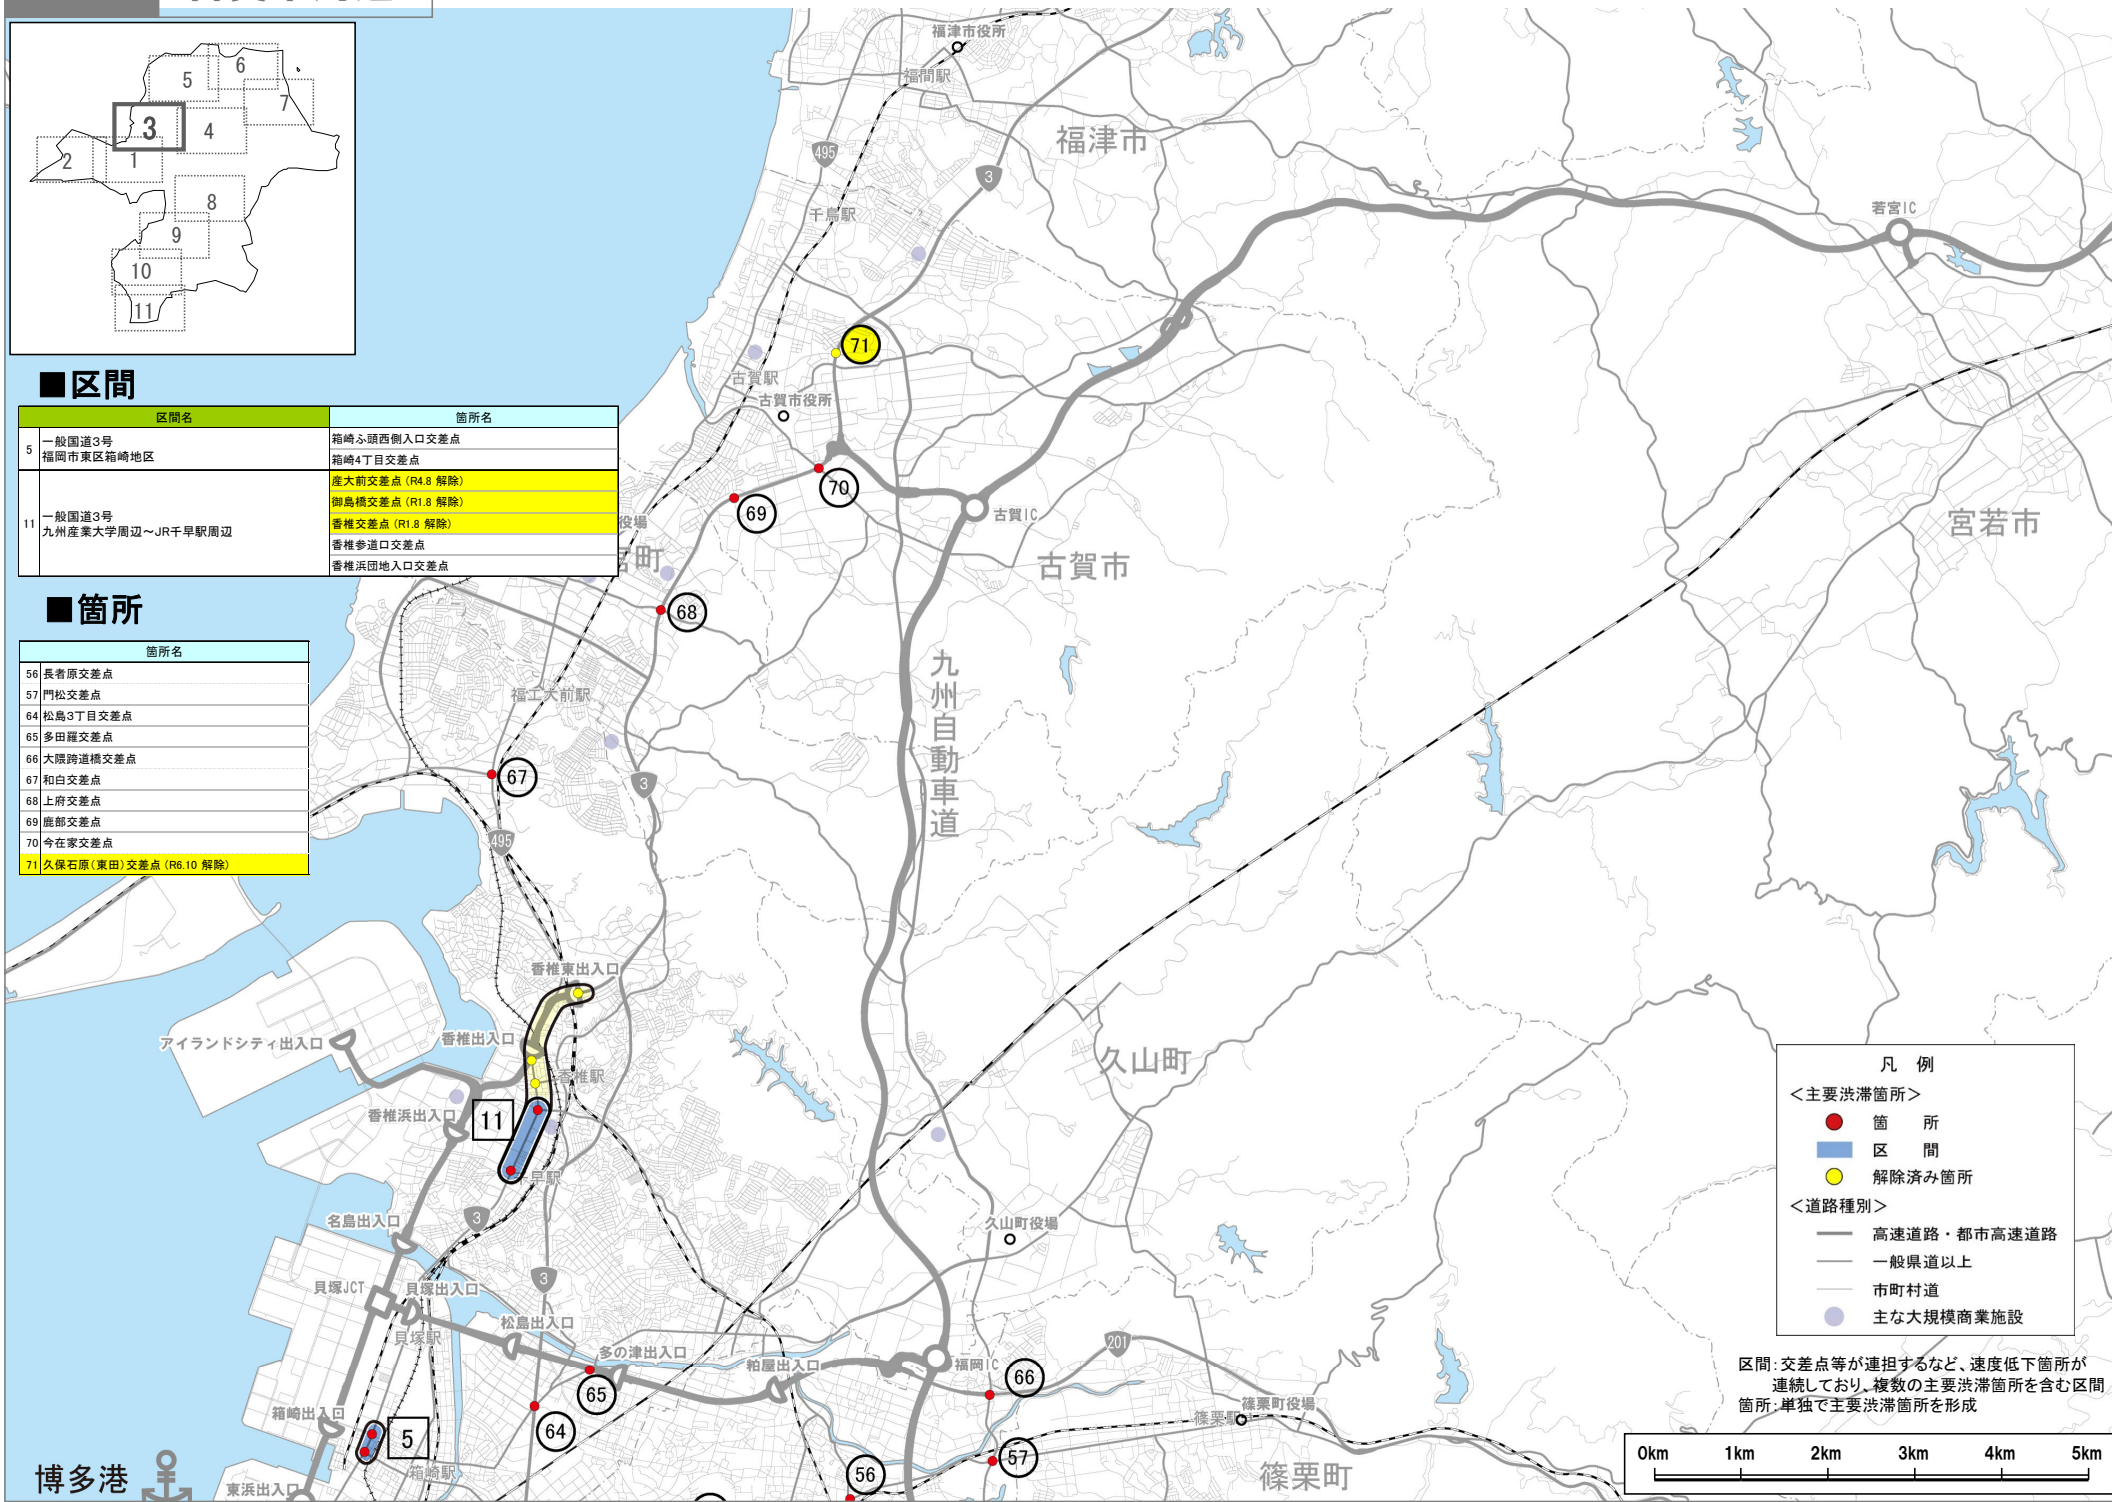 5
6
7
3
4
2
1
8
9
10
11
■区間
区間名
箇所名
5
一般国道3号
福岡市東区箱崎地区
箱崎ふ頭西側入口交差点
箱崎4丁目交差点
11
一般国道3号
九州産業大学周辺～JR千早駅周辺
産大前交差点 (R4.8 解除)
御島橋交差点 (R1.8 解除)
香椎交差点 (R1.8 解除)
香椎参道口交差点
香椎浜団地入口交差点
■箇所
箇所名
56 長者原交差点
57 門松交差点
64 松島3丁目交差点
65 多田羅交差点
66 大隈跨道橋交差点
67 和白交差点
68 上府交差点
69 鹿部交差点
70 今在家交差点
71 久保石原(東田)交差点 (R6.10 解除)
福津市役所
福間駅
福津市
495
3
千鳥駅
若宮IC
71
古賀駅
古賀市役所
70
69
古賀IC
宮若市
役場
町
古賀市
68
九州自動車道
福工大前駅
67
3
495
香椎東出入口
アイランドシティ出入口
香椎出入口
香椎駅
久山町
香椎浜出入口
11
千早駅
名島出入口
3
久山町役場
貝塚JCT
貝塚出入口
3
貝塚駅
松島出入口
多の津出入口
粕屋出入口
福岡IC
201
65
66
箱崎出入口
5
64
篠栗駅
篠栗町役場
箱崎駅
56
57
篠栗町
博多港
東浜出入口
凡 例
＜主要渋滞箇所＞
箇 所
区 間
解除済み箇所
＜道路種別＞
高速道路・都市高速道路
一般県道以上
市町村道
主な大規模商業施設
区間：交差点等が連担するなど、速度低下箇所が
連続しており、複数の主要渋滞箇所を含む区間
箇所：単独で主要渋滞箇所を形成
0km 1km 2km 3km 4km 5km